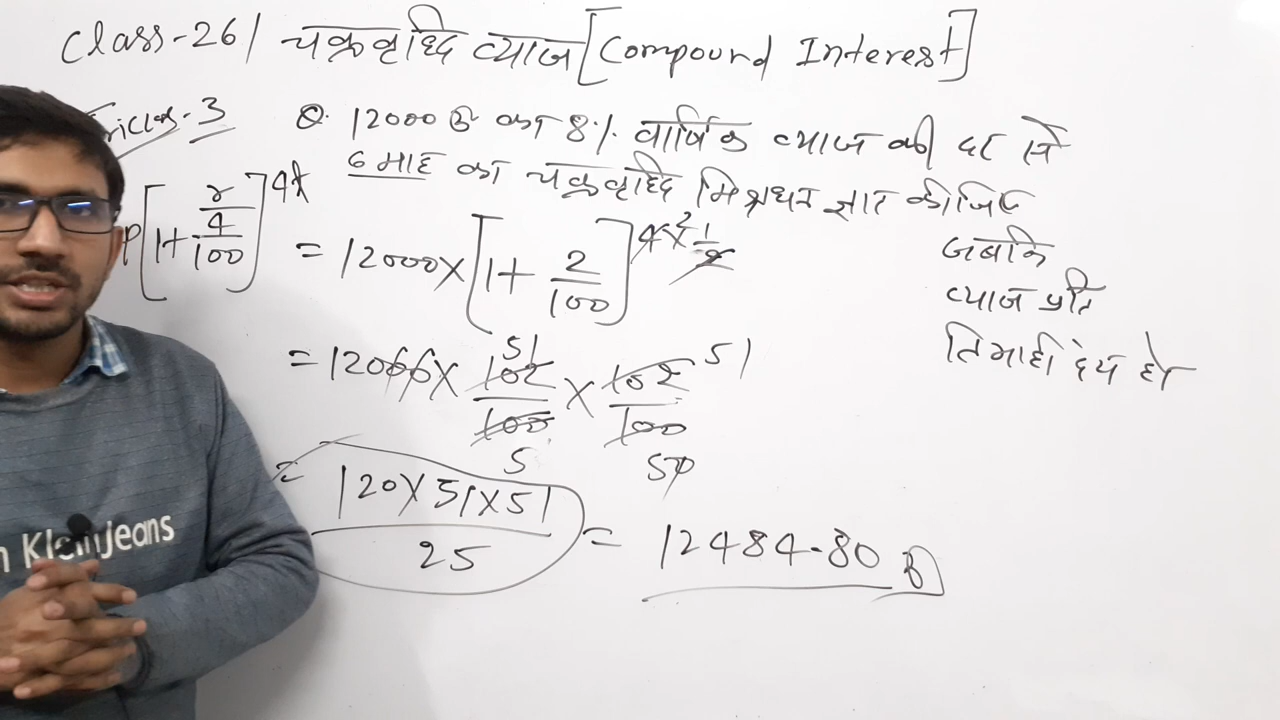 Class-26/ चक्रवृध्दि व्याज [Compound Interest]
-3
Q. 12000 रु का 8% वार्षिक व्याज की दर से
6 माह का चक्रवृध्दि मिश्रधन ज्ञात कीजिए
जबकि
व्याज प्रति
तिमाही देय हो
P[1+ r/4/100]^4t = 12000×[1+ 2/100]^4×1/2 2
=12000× 102/100 × 102/100 51 51 5 50
= 120×51×51/25 = 12484.80 रु
n KleinJeans